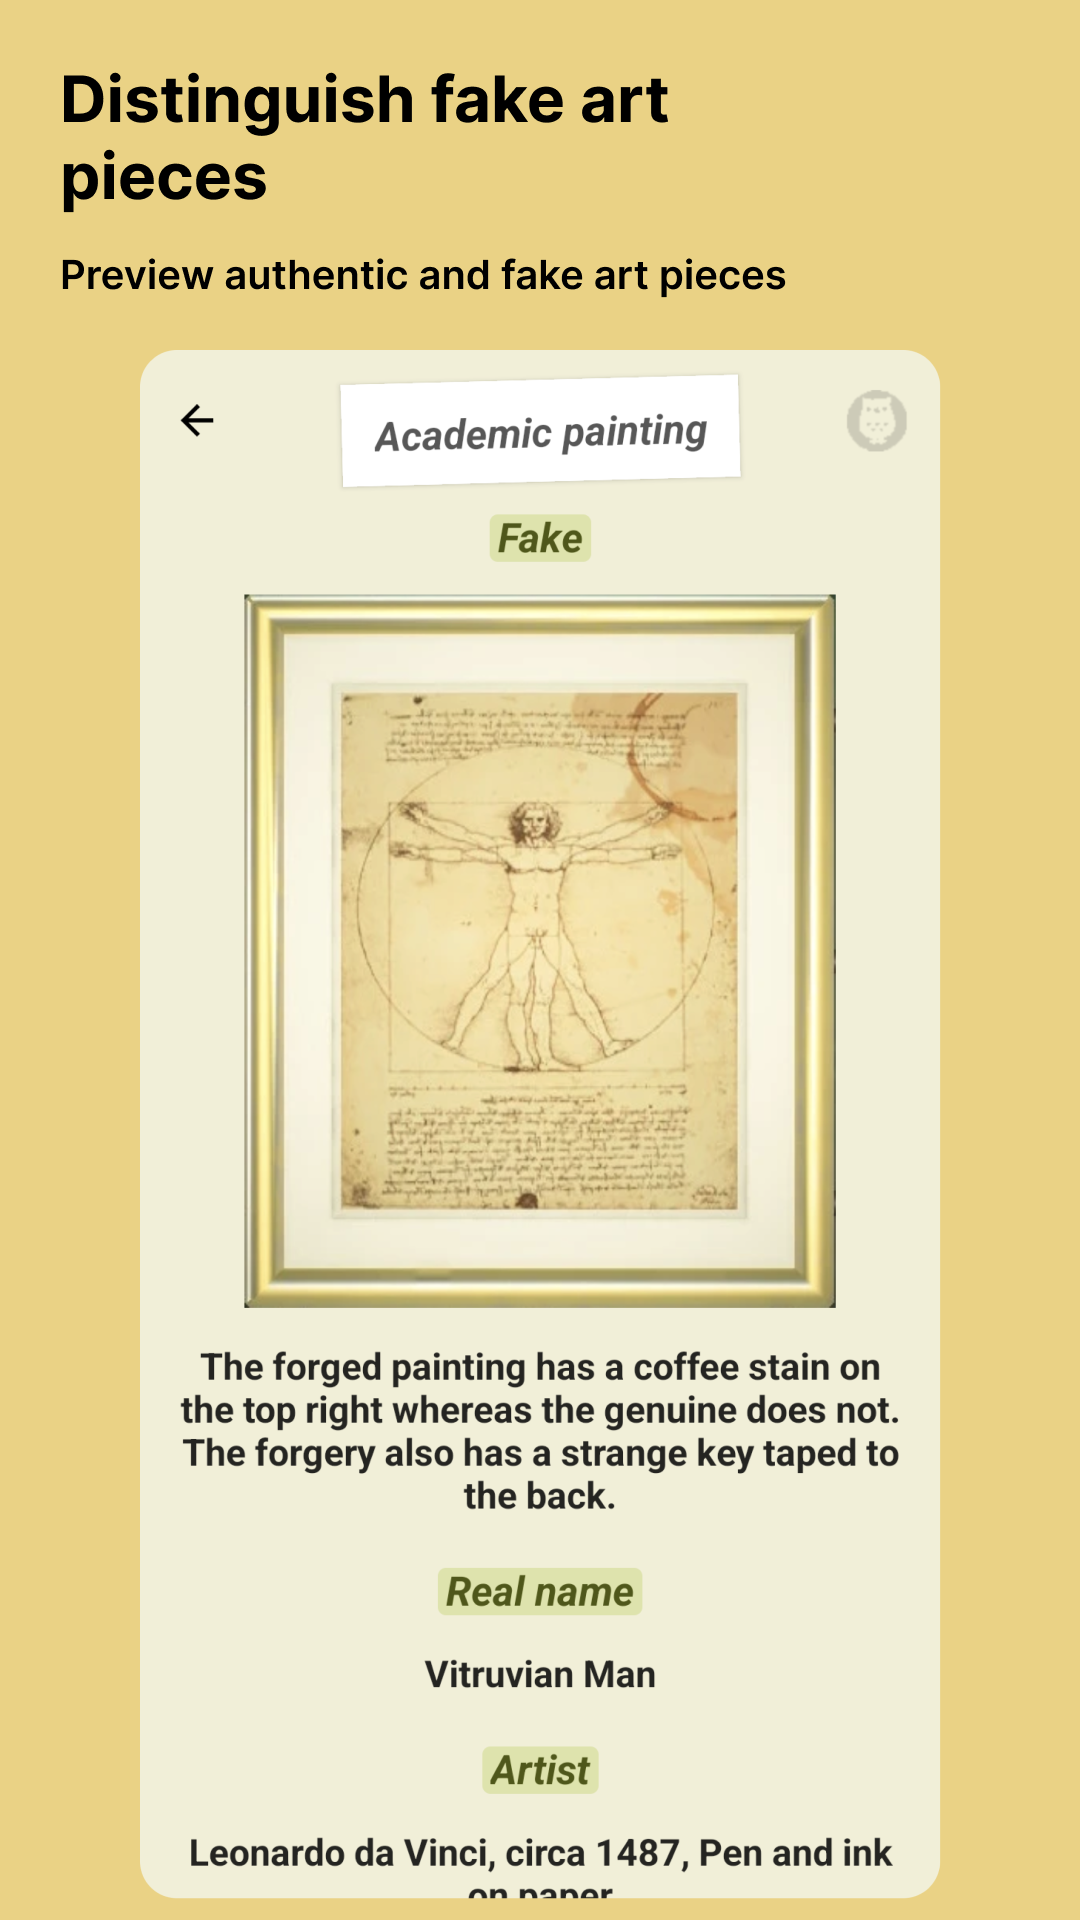 Distinguish fake art
pieces
Preview authentic and fake art pieces
Academic painting
Fake
The forged painting has a coffee stain on
the top right whereas the genuine does not.
The forgery also has a strange key taped to
the back.
Real name
Vitruvian Man
Artist
Leonardo da Vinci, circa 1487, Pen and ink
on paper